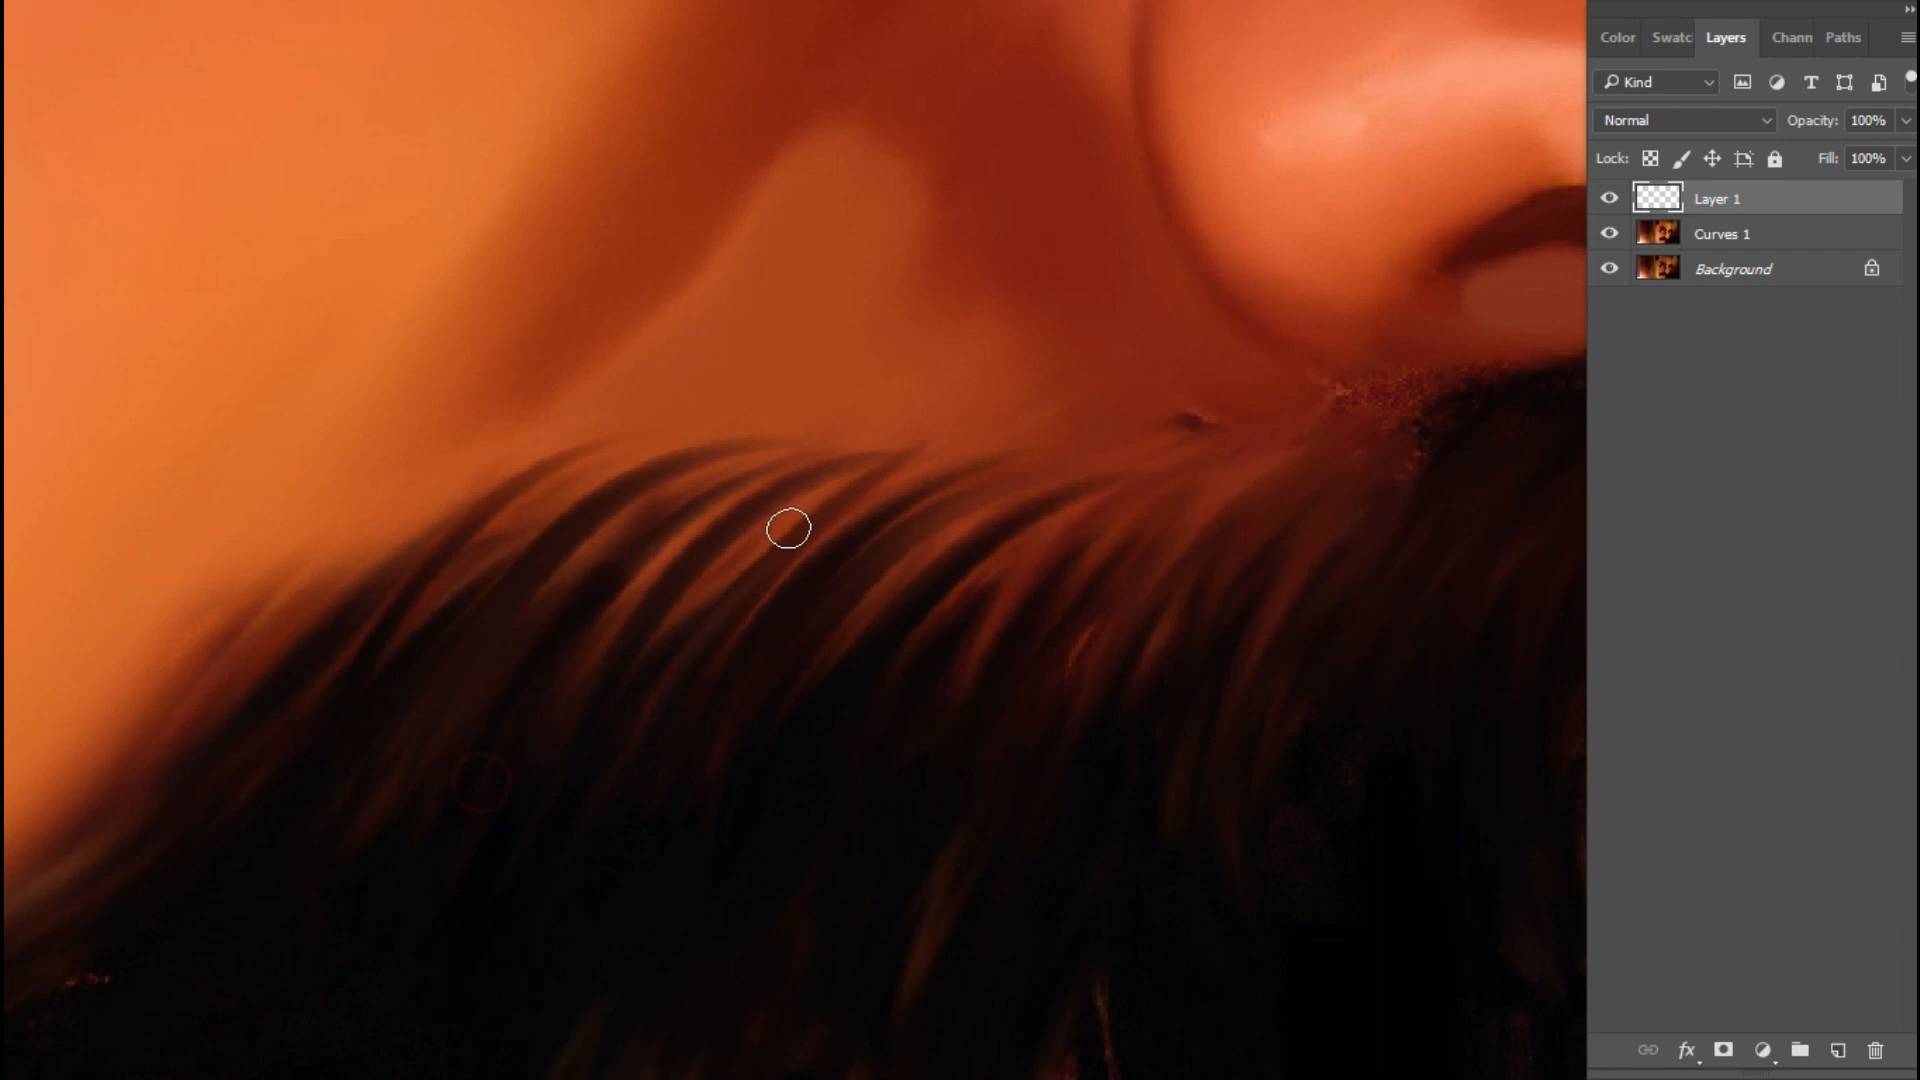 Color Swatc Layers Chann Paths
Kind
Normal Opacity: 100%
Lock: Fill: 100%
Layer 1
Curves 1
Background
fx